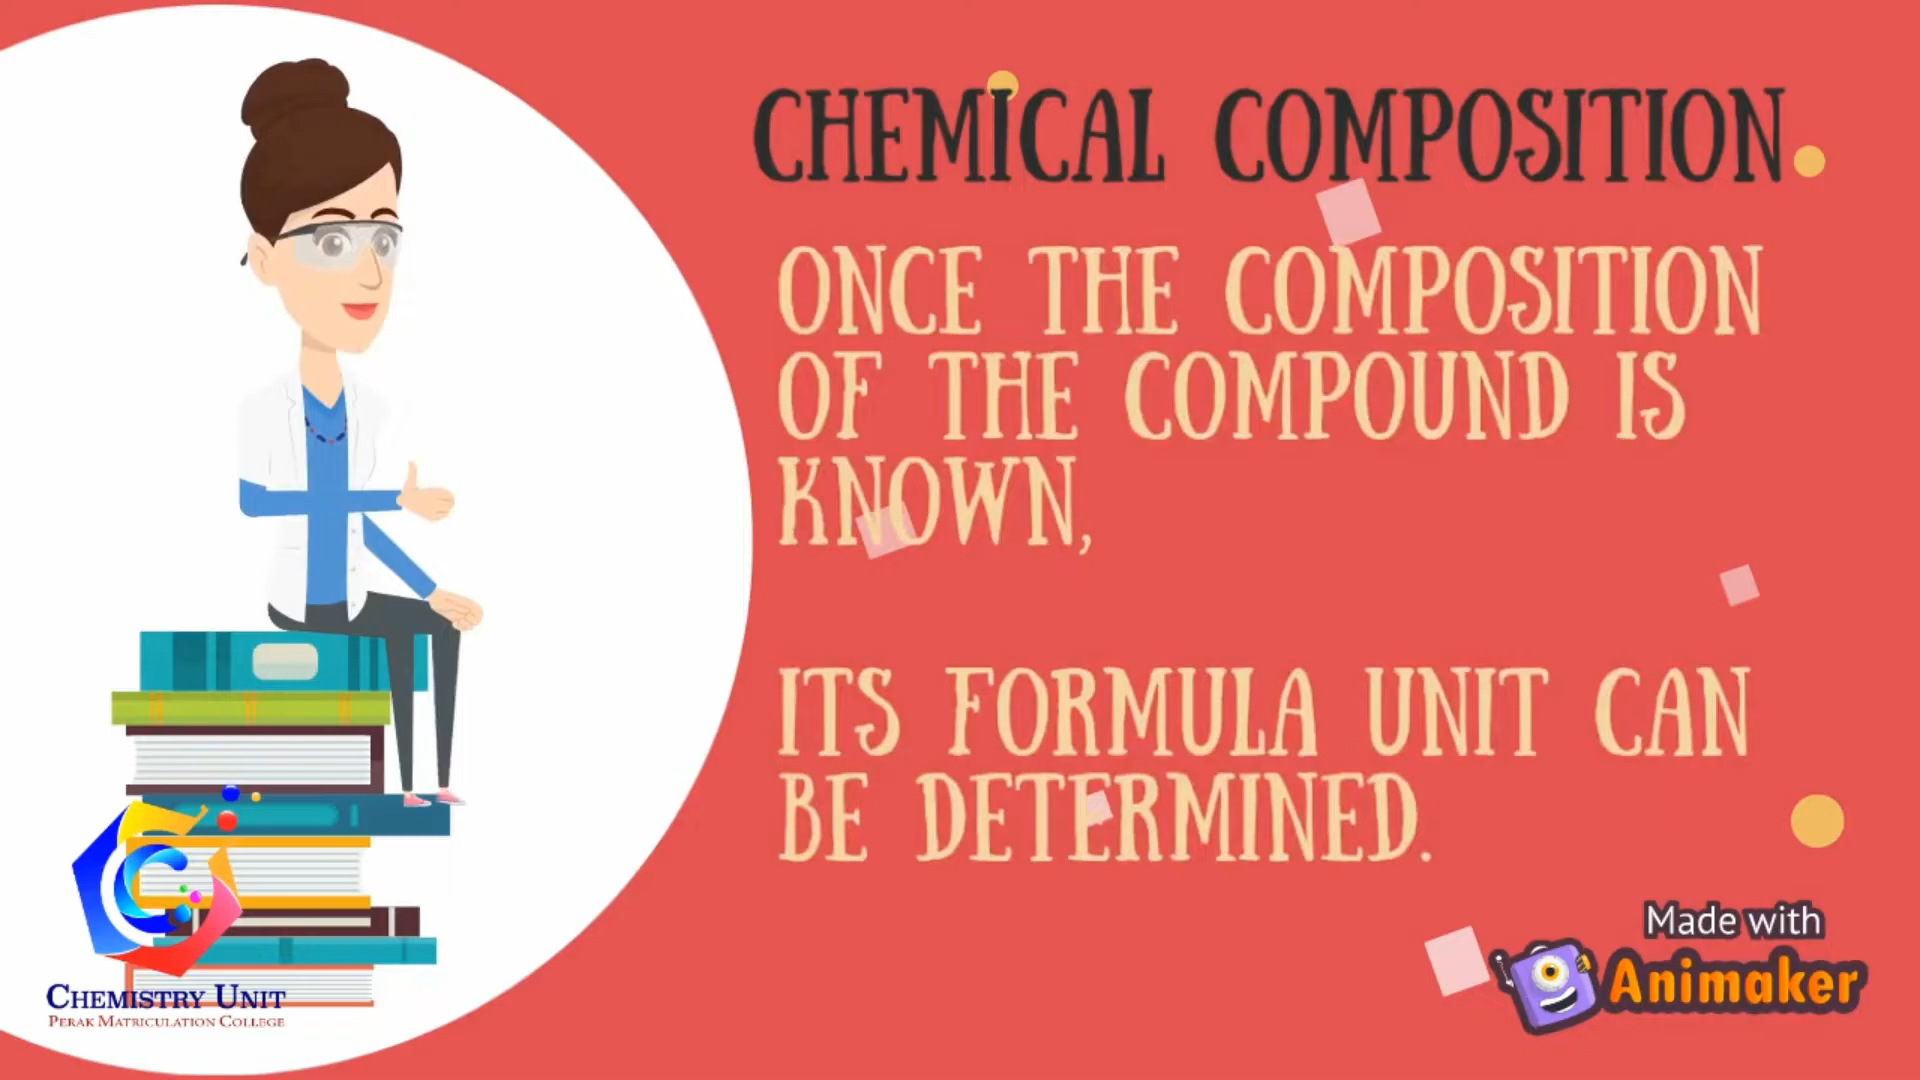 CHEMICAL COMPOSITION
ONCE THE COMPOSITION
OF THE COMPOUND IS
KNOWN,
ITS FORMULA UNIT CAN
BE DETERMINED.
CHEMISTRY UNIT
PERAK MATRICULATION COLLEGE
Made with
Animaker